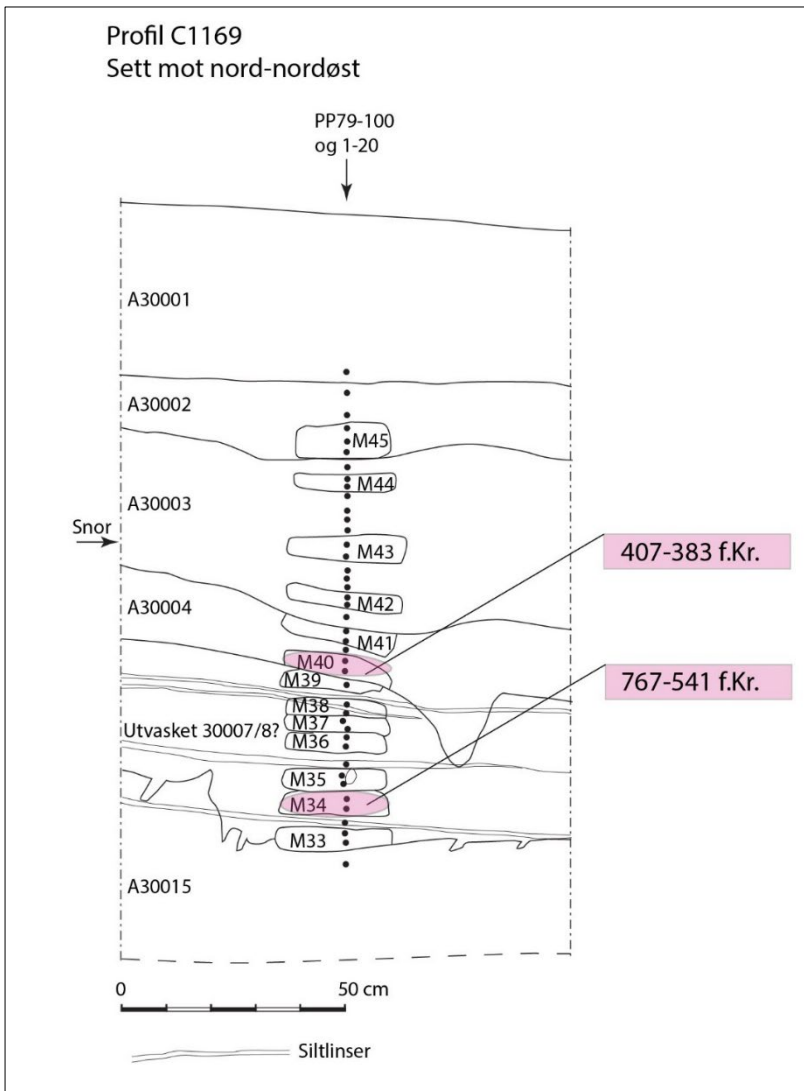 Profil C1169
Sett mot nord-nordøst
PP79-100
og 1-20
A30001
A30002
M45
M44
A30003
Snor
M43
407-383 f.Kr.
M42
A30004
M41
M40
M39
767-541 f.Kr.
M38
M37
Utvasket 30007/8?
M36
M35
M34
M33
A30015
0 50 cm
Siltlinser